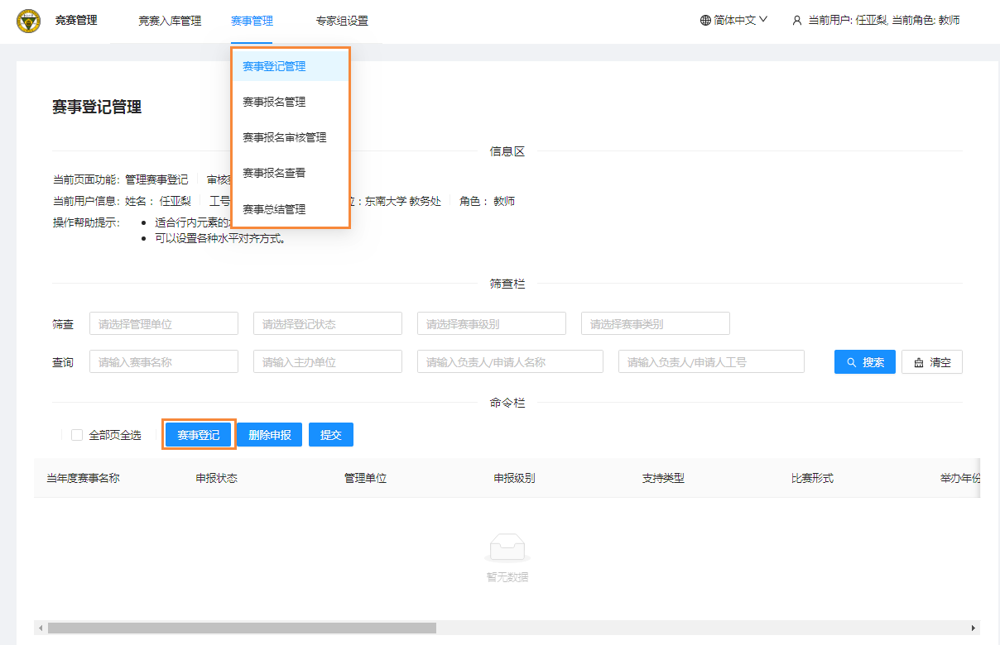 竞赛管理 竞赛入库管理 赛事管理 专家组设置 简体中文 当前用户: 任亚梨, 当前角色: 教师
赛事登记管理
赛事报名管理
赛事报名审核管理
赛事报名查看
赛事总结管理
赛事登记管理
信息区
当前页面功能: 管理赛事登记 审核
当前用户信息: 姓名： 任亚梨 工号 ：东南大学 教务处 角色： 教师
操作帮助提示: 适合行内元素的
可以设置各种水平对齐方式。
筛查栏
筛查 请选择管理单位 请选择登记状态 请选择赛事级别 请选择赛事类别
查询 请输入赛事名称 请输入主办单位 请输入负责人/申请人名称 请输入负责人/申请人工号 搜索 清空
命令栏
全部页全选 赛事登记 删除申报 提交
当年度赛事名称 申报状态 管理单位 申报级别 支持类型 比赛形式 举办年份
暂无数据